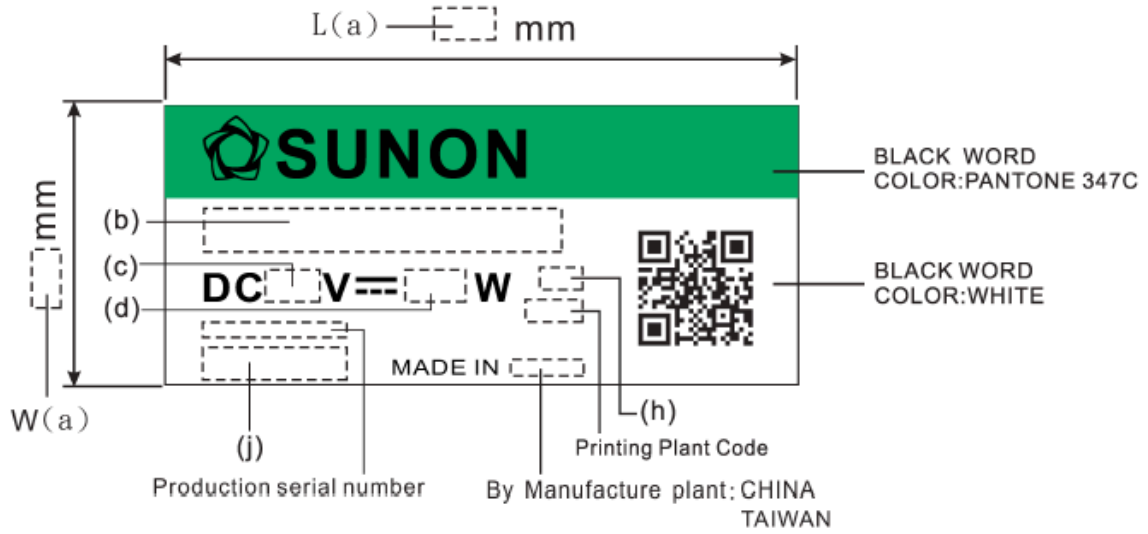 L(a) mm
SUNON
BLACK WORD
COLOR:PANTONE 347C
mm
W(a)
(b)
(c)
DC V W
(d)
BLACK WORD
COLOR:WHITE
MADE IN
(h)
(j)
Printing Plant Code
Production serial number
By Manufacture plant: CHINA
TAIWAN